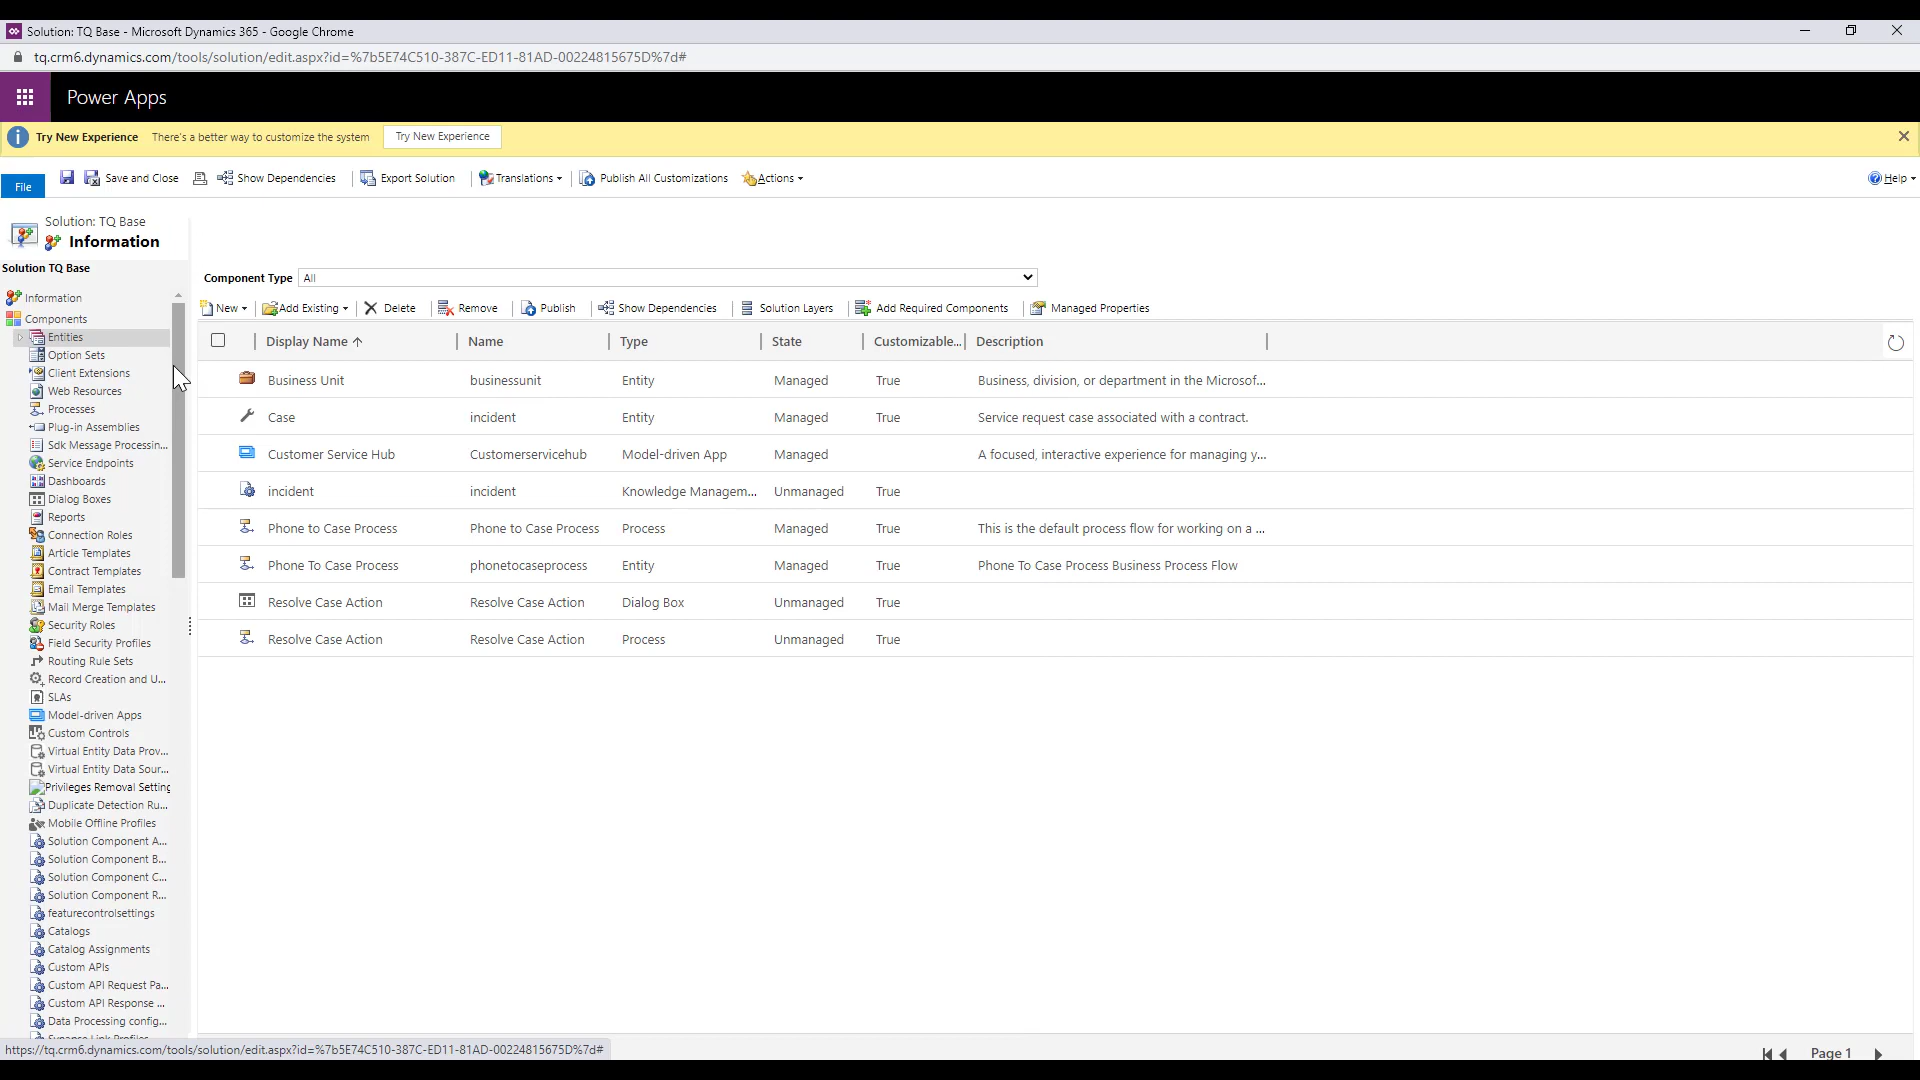 Solution: TQ Base - Microsoft Dynamics 365 - Google Chrome
tq.crm6.dynamics.com/tools/solution/edit.aspx?id=%7b5E74C510-387C-ED11-81AD-00224815675D%7d#
Power Apps
Try New Experience There's a better way to customize the system Try New Experience
File Save and Close Show Dependencies Export Solution Translations Publish All Customizations Actions Help
Solution: TQ Base
Information
Solution TQ Base
Information
Components
Entities
Option Sets
Client Extensions
Web Resources
Processes
Plug-in Assemblies
Sdk Message Processin...
Service Endpoints
Dashboards
Dialog Boxes
Reports
Connection Roles
Article Templates
Contract Templates
Email Templates
Mail Merge Templates
Security Roles
Field Security Profiles
Routing Rule Sets
Record Creation and U...
SLAs
Model-driven Apps
Custom Controls
Virtual Entity Data Prov...
Virtual Entity Data Sour...
Privileges Removal Setting
Duplicate Detection Ru...
Mobile Offline Profiles
Solution Component A...
Solution Component B...
Solution Component C...
Solution Component R...
featurecontrolsettings
Catalogs
Catalog Assignments
Custom APIs
Custom API Request Pa...
Custom API Response ...
Data Processing config...
Component Type All
New Add Existing Delete Remove Publish Show Dependencies Solution Layers Add Required Components Managed Properties
Display Name Name Type State Customizable... Description
Business Unit businessunit Entity Managed True Business, division, or department in the Microsof...
Case incident Entity Managed True Service request case associated with a contract.
Customer Service Hub Customerservicehub Model-driven App Managed A focused, interactive experience for managing y...
incident incident Knowledge Managem... Unmanaged True
Phone to Case Process Phone to Case Process Process Managed True This is the default process flow for working on a ...
Phone To Case Process phonetocaseprocess Entity Managed True Phone To Case Process Business Process Flow
Resolve Case Action Resolve Case Action Dialog Box Unmanaged True
Resolve Case Action Resolve Case Action Process Unmanaged True
https://tq.crm6.dynamics.com/tools/solution/edit.aspx?id=%7b5E74C510-387C-ED11-81AD-00224815675D%7d#
Page 1